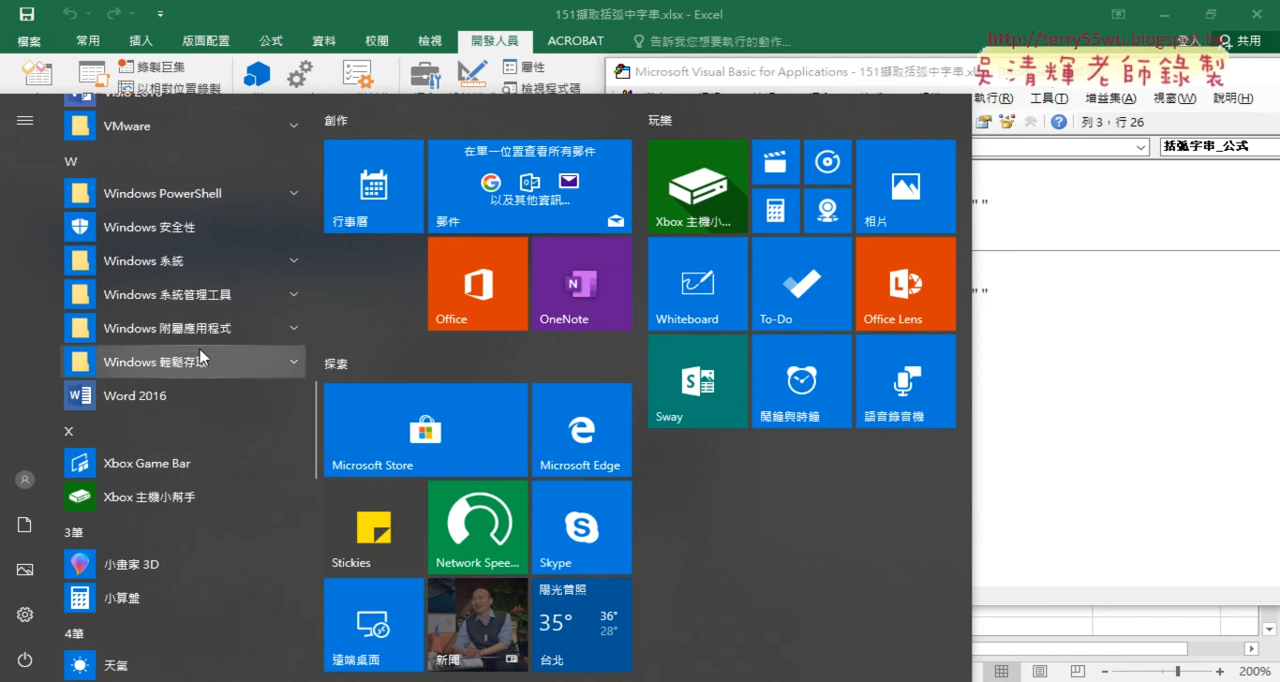 151擷取括弧中字串.xlsx - Excel
檔案 常用 插入 版面配置 公式 資料 校閱 檢視 開發人員 ACROBAT 告訴我您想要執行的動作... 登入 共用
http://terry55wu.blogspot.tw
吳清輝老師錄製
錄製巨集
以相對位置錄製
屬性
檢視程式碼
Microsoft Visual Basic for Applications - 151擷取括弧中字串.xl
執行(R) 工具(T) 增益集(A) 視窗(W) 說明(H)
列 3，行 26
括弧字串_公式
""
""
VMware
W
Windows PowerShell
Windows 安全性
Windows 系統
Windows 系統管理工具
Windows 附屬應用程式
Windows 輕鬆存取
Word 2016
X
Xbox Game Bar
Xbox 主機小幫手
3筆
小畫家 3D
小算盤
4筆
天氣
創作
行事曆
在單一位置查看所有郵件
以及其他資訊...
郵件
Office
OneNote
探索
Microsoft Store
Microsoft Edge
Stickies
Network Spee...
Skype
遠端桌面
新聞
陽光普照
35° 36°
28°
台北
玩樂
Xbox 主機小...
相片
Whiteboard
To-Do
Office Lens
Sway
鬧鐘與時鐘
語音錄音機
200%